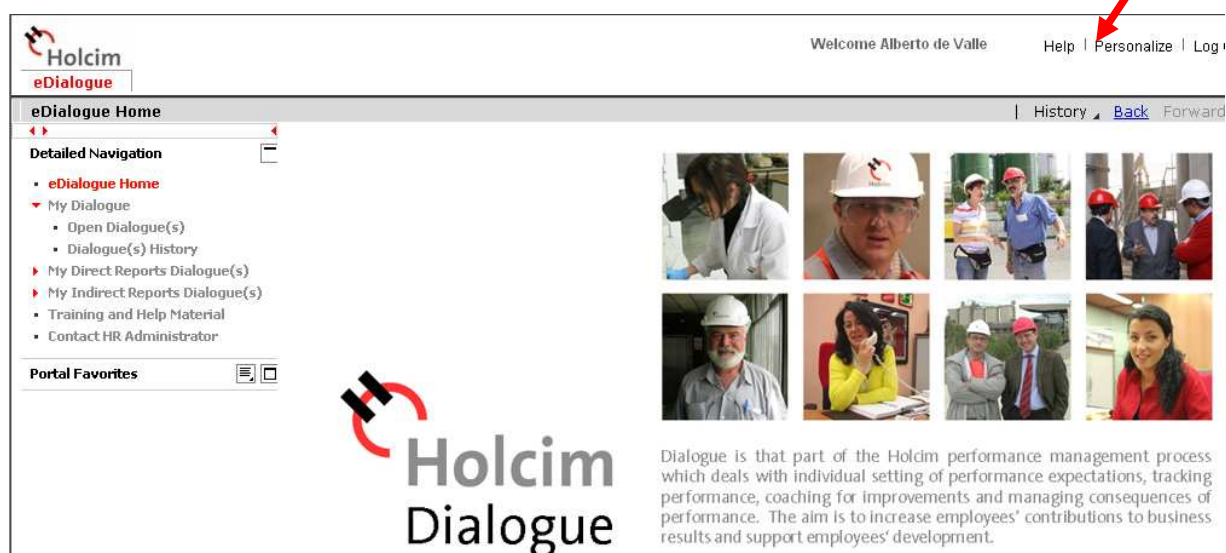 Holcim
Welcome Alberto de Valle
Help | Personalize | Log
eDialogue
eDialogue Home
| History Back Forward
Detailed Navigation
eDialogue Home
My Dialogue
Open Dialogue(s)
Dialogue(s) History
My Direct Reports Dialogue(s)
My Indirect Reports Dialogue(s)
Training and Help Material
Contact HR Administrator
Portal Favorites
Holcim
Dialogue
Dialogue is that part of the Holcim performance management process
which deals with individual setting of performance expectations, tracking
performance, coaching for improvements and managing consequences of
performance. The aim is to increase employees' contributions to business
results and support employees' development.